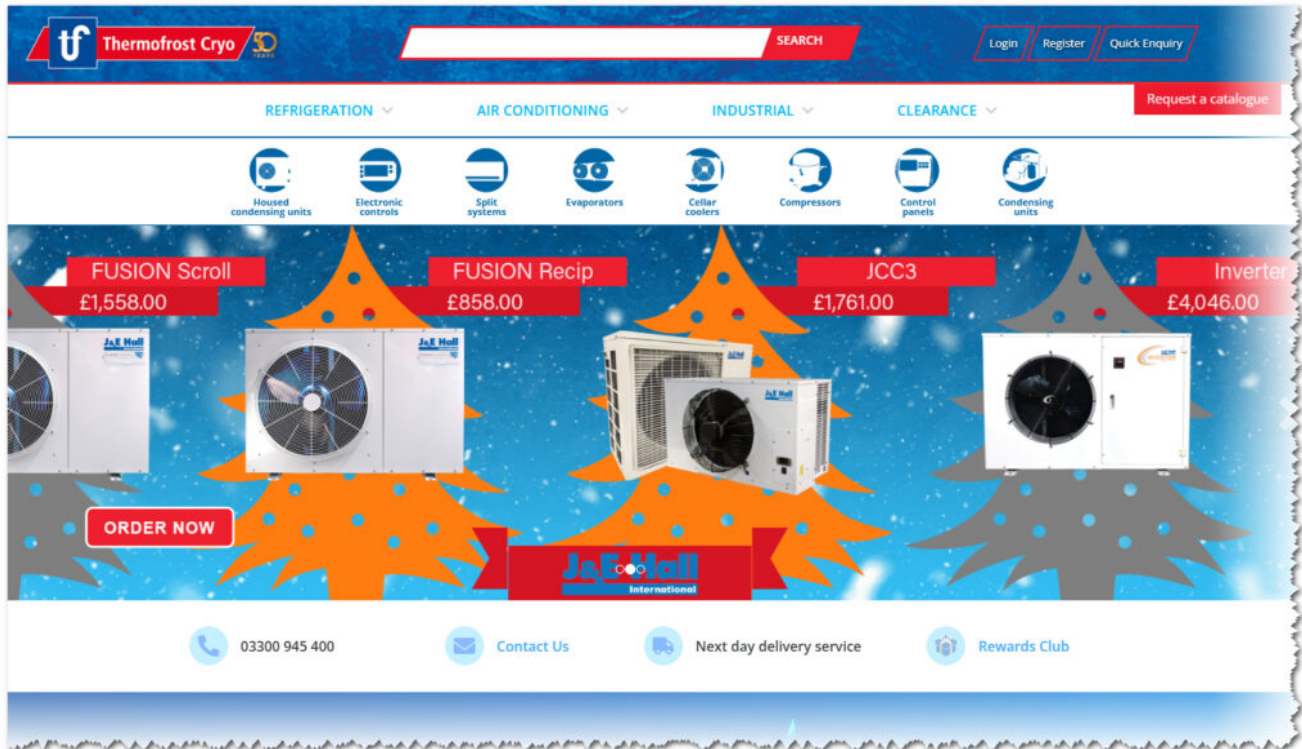 tf Thermofrost Cryo 50 YEARS
SEARCH
Login Register Quick Enquiry
Request a catalogue
REFRIGERATION AIR CONDITIONING INDUSTRIAL CLEARANCE
Housed condensing units
Electronic controls
Split systems
Evaporators
Cellar coolers
Compressors
Control panels
Condensing units
FUSION Scroll
£1,558.00
FUSION Recip
£858.00
JCC3
£1,761.00
Inverter
£4,046.00
J&E Hall
J&E Hall
J&E Hall
J&E Hall
INVERTER
ORDER NOW
J&E Hall
International
03300 945 400
Contact Us
Next day delivery service
Rewards Club